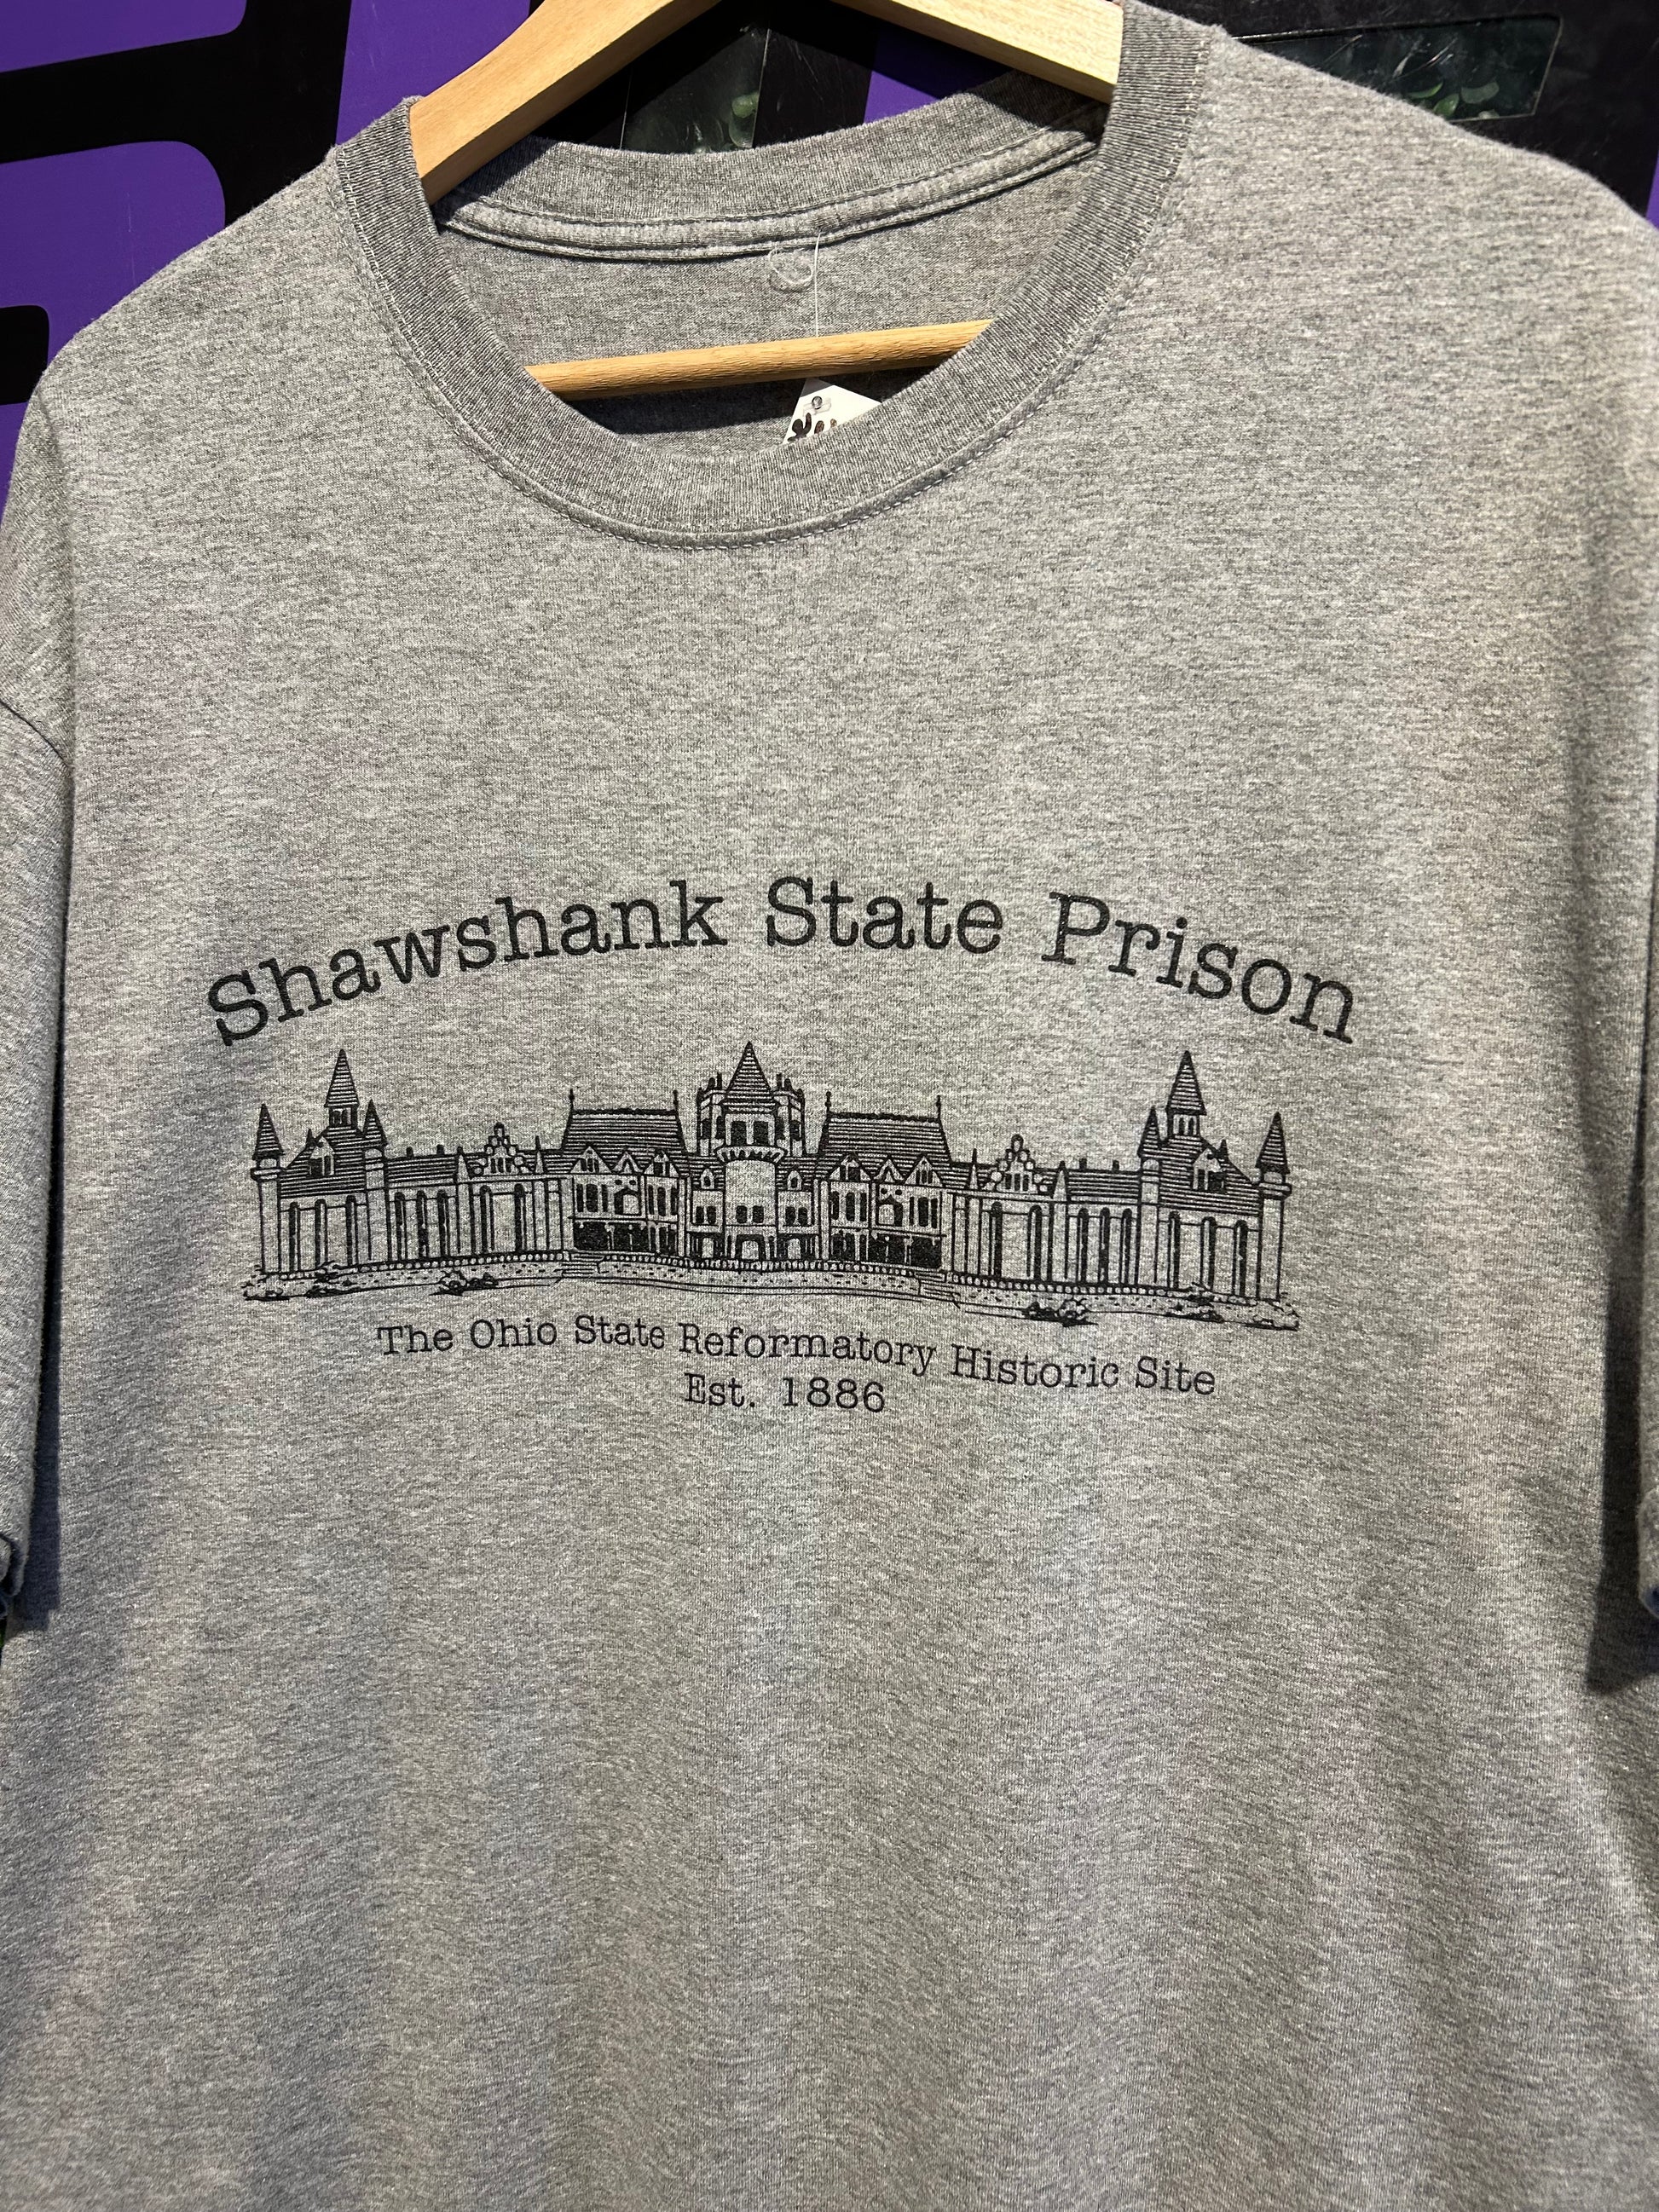 Shawshank State Prison
The Ohio State Reformatory Historic Site
Est. 1886